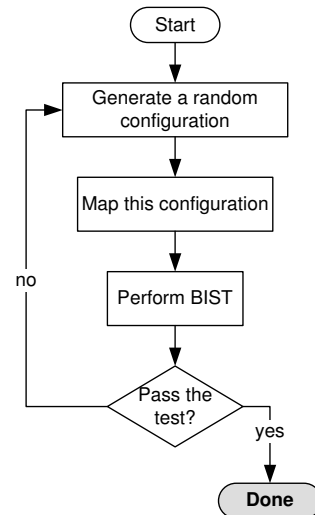 Start
Generate a random
configuration
Map this configuration
no
Perform BIST
Pass the
test?
yes
Done